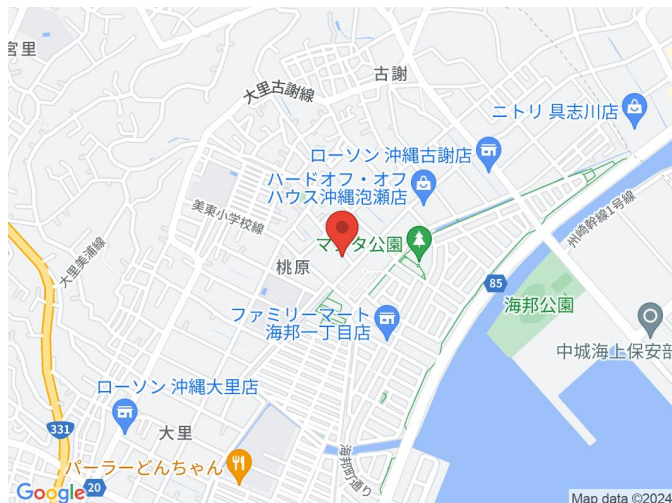 宮里
古謝
大里古謝線
ニトリ 具志川店
ローソン 沖縄古謝店
ハードオフ・オフ
ハウス沖縄泡瀬店
美東小学校線
州崎幹線1号線
大里美浦線
公園
桃原
85
海邦公園
ファミリーマート
海邦一丁目店
中城海上保安部
ローソン 沖縄大里店
331
大里
海邦町通り
パーラーどんちゃん
Google
20
Map data ©2024